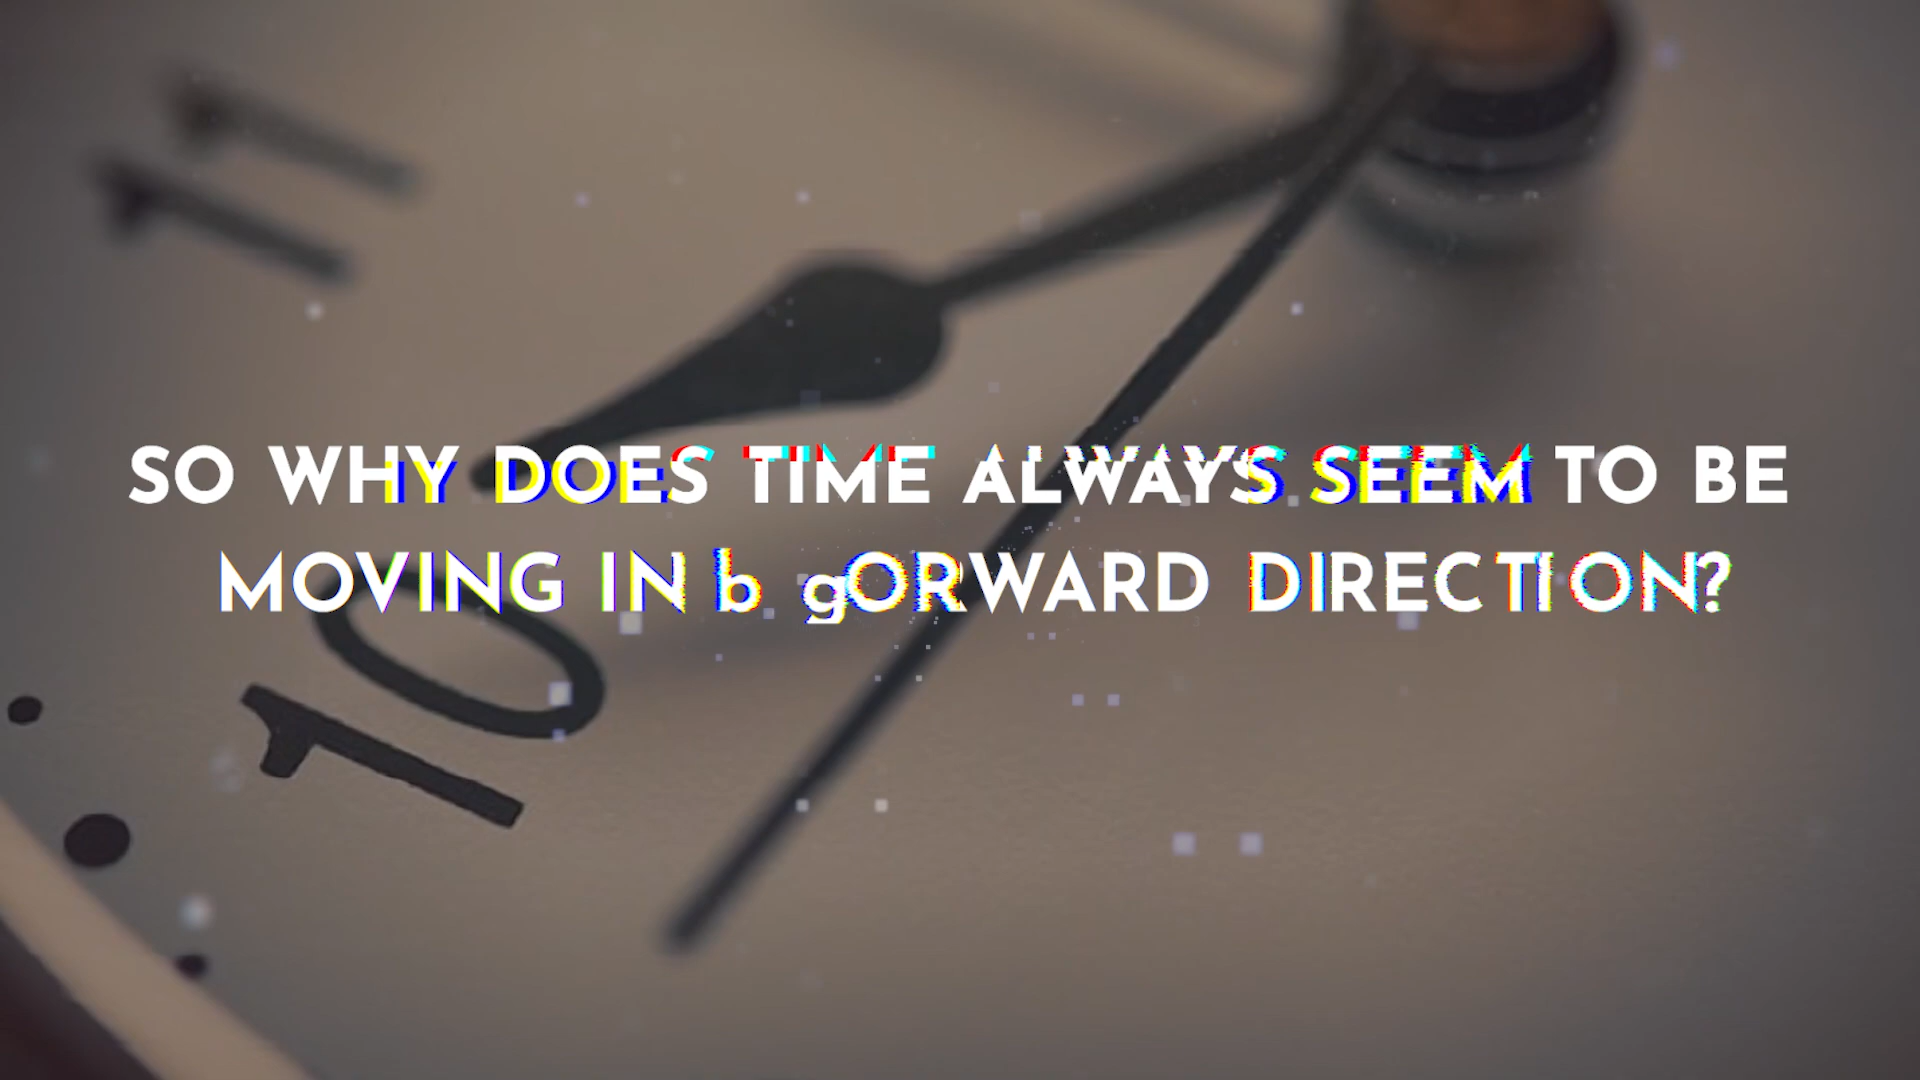 11
SO WHY DOES TIME ALWAYS SEEM TO BE
MOVING IN b gORWARD DIRECTION?
10